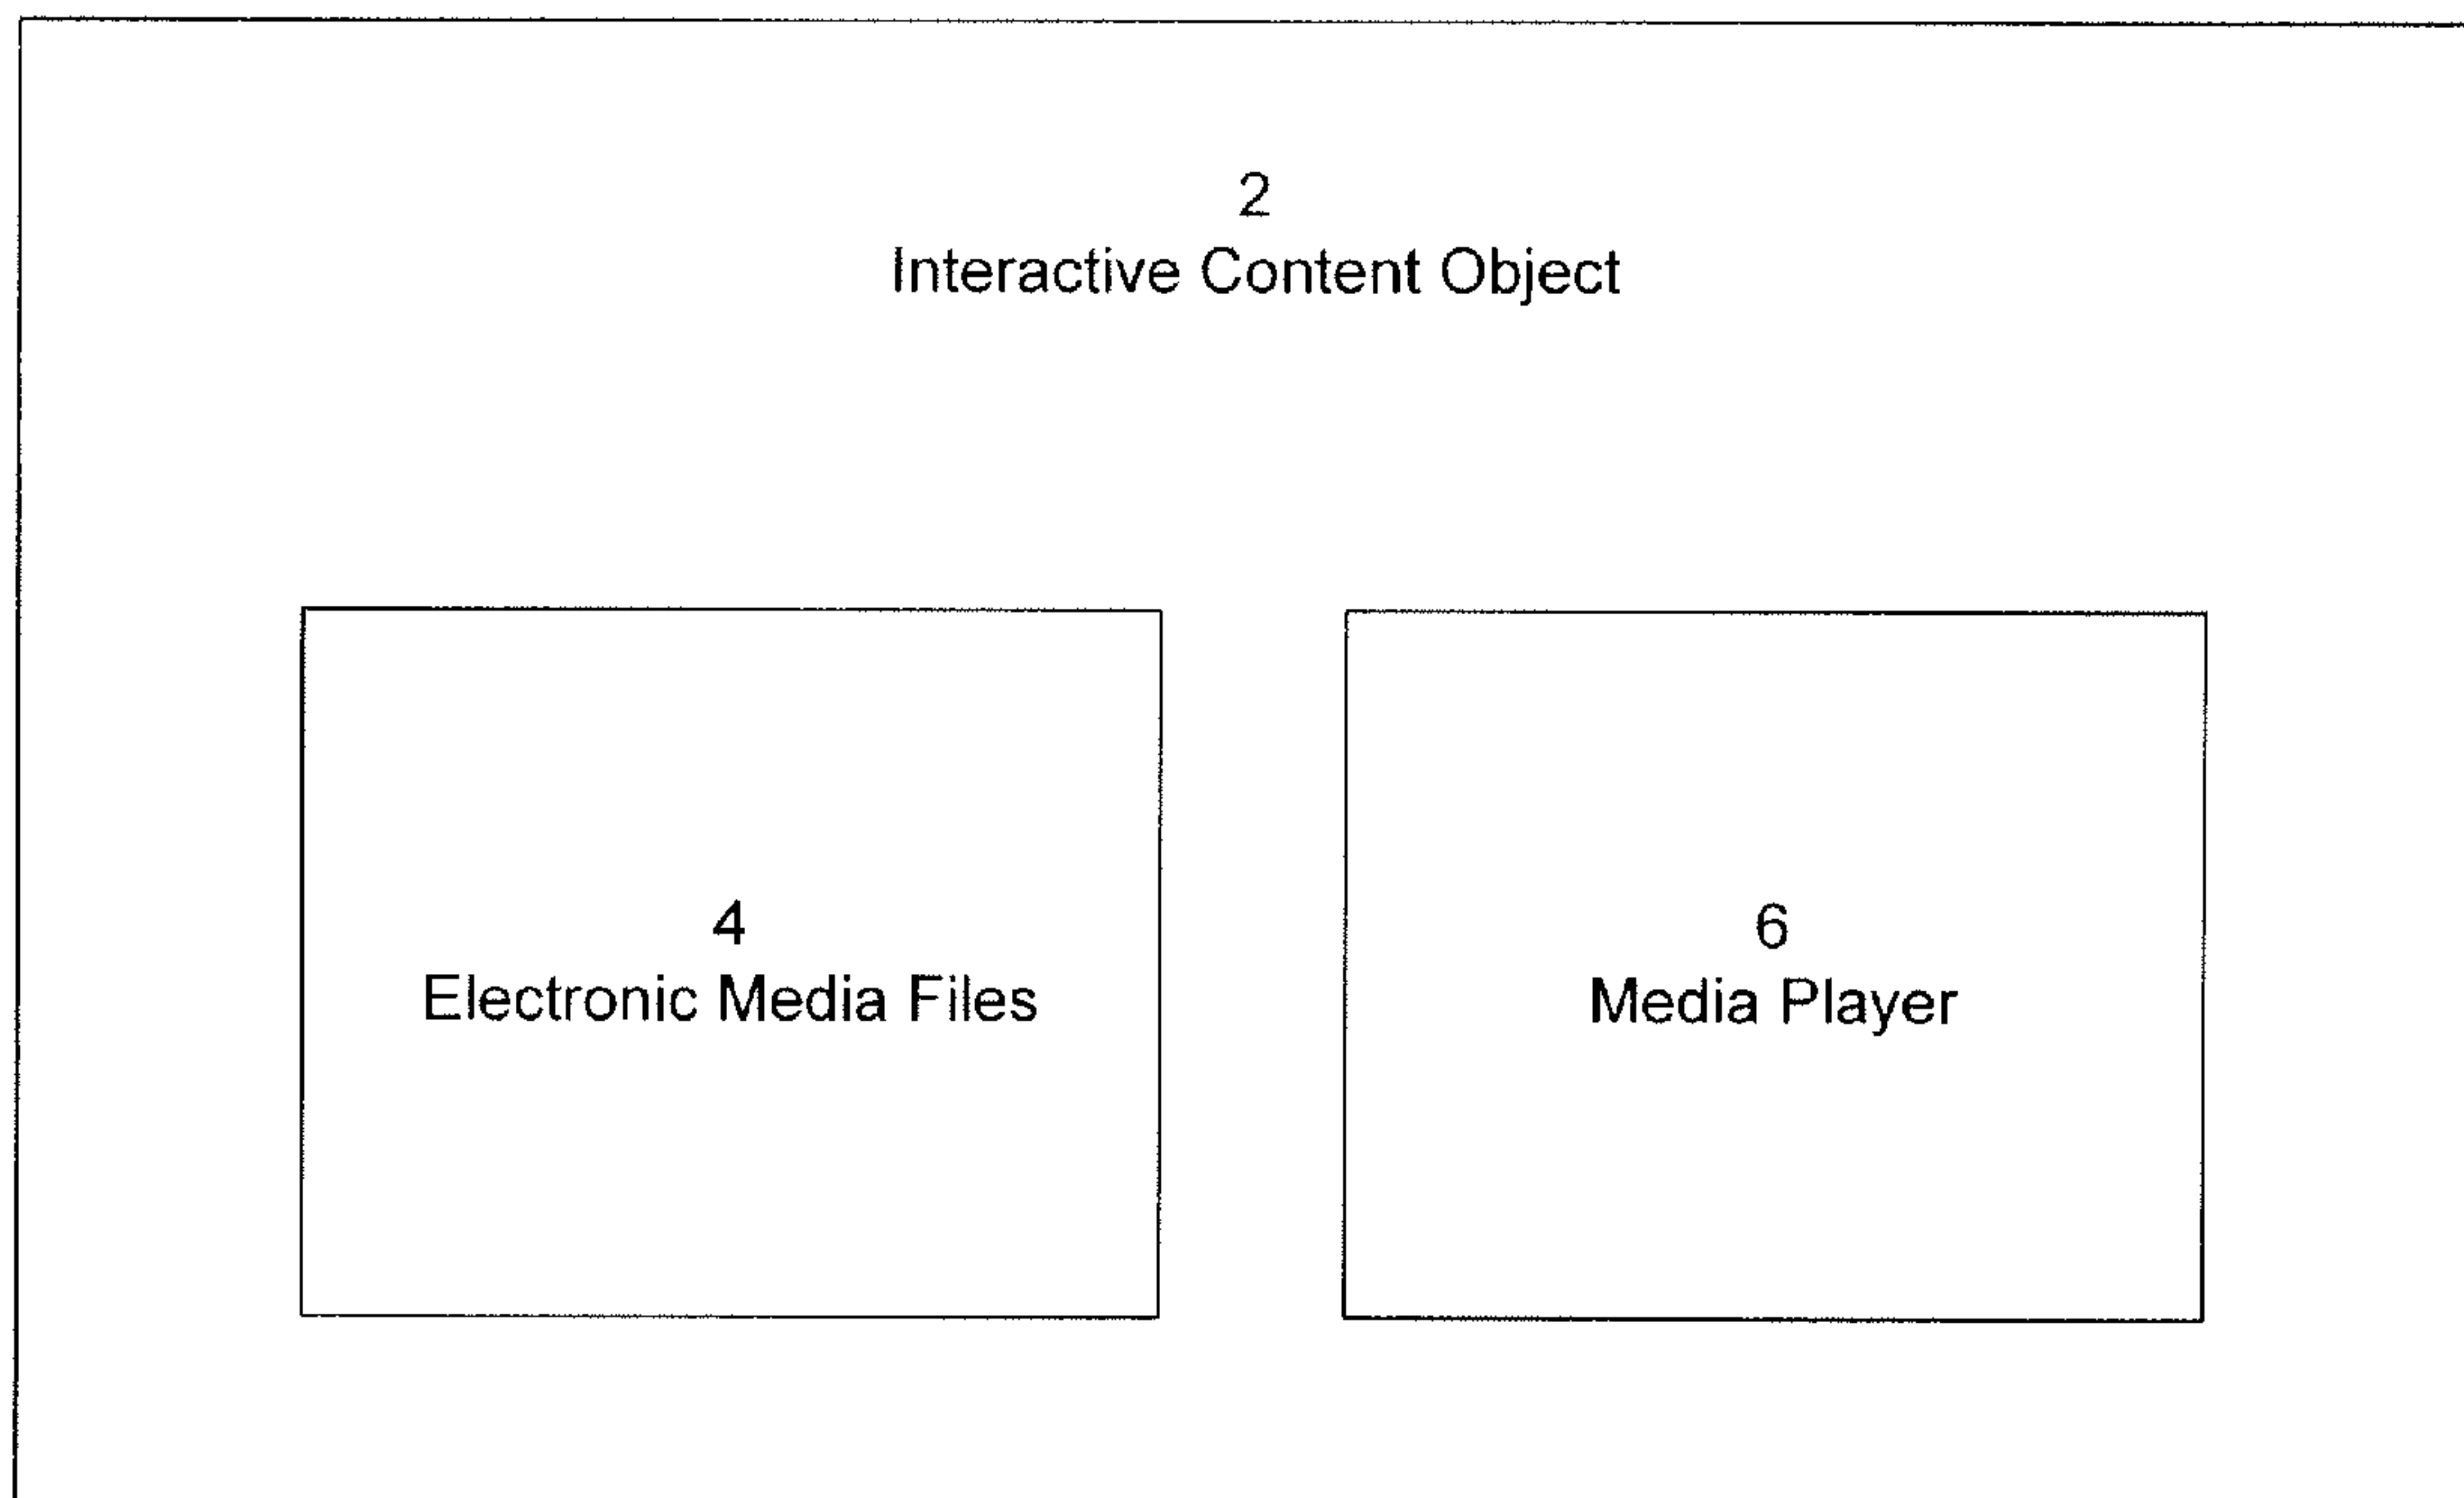 2
Interactive Content Object
4
Electronic Media Files
6
Media Player